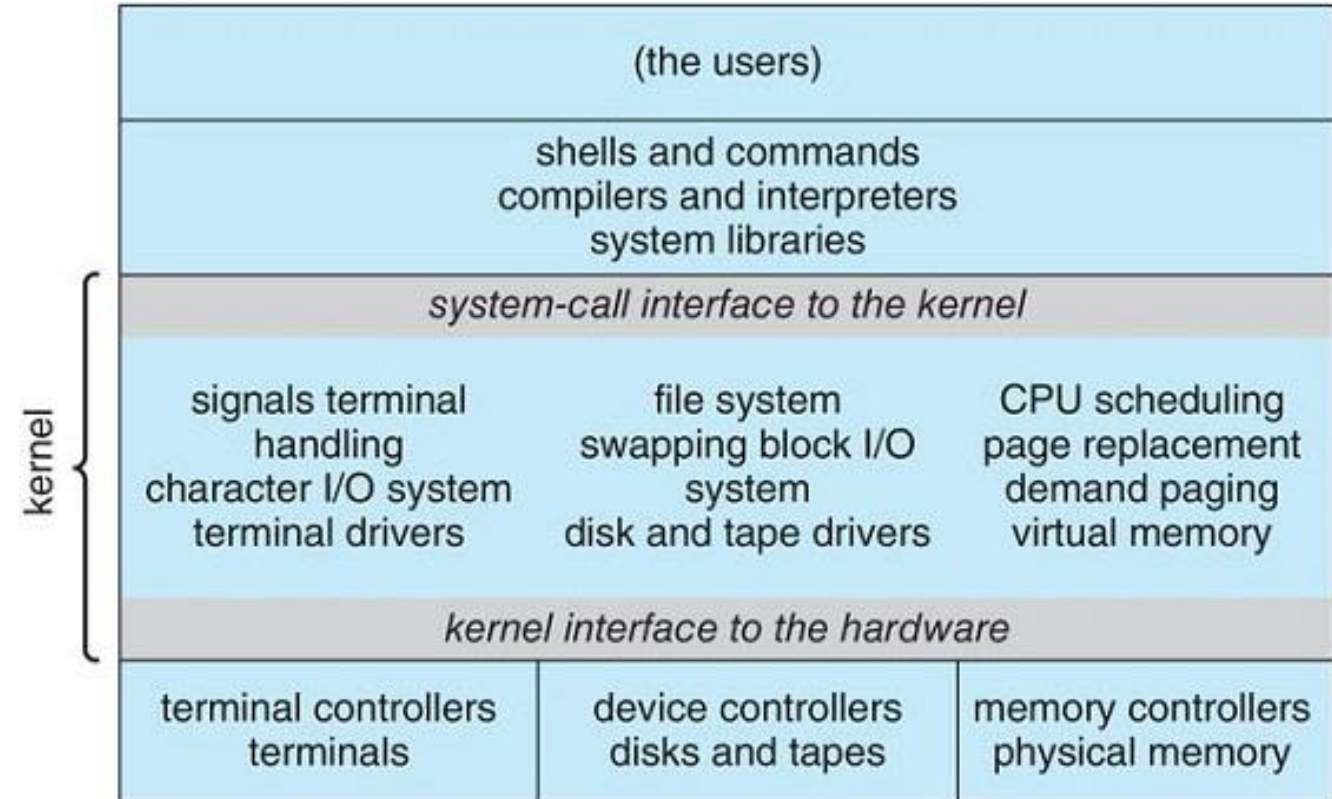 (the users)
shells and commands
compilers and interpreters
system libraries
system-call interface to the kernel
kernel
signals terminal
handling
character I/O system
terminal drivers
file system
swapping block I/O
system
disk and tape drivers
CPU scheduling
page replacement
demand paging
virtual memory
kernel interface to the hardware
terminal controllers
terminals
device controllers
disks and tapes
memory controllers
physical memory